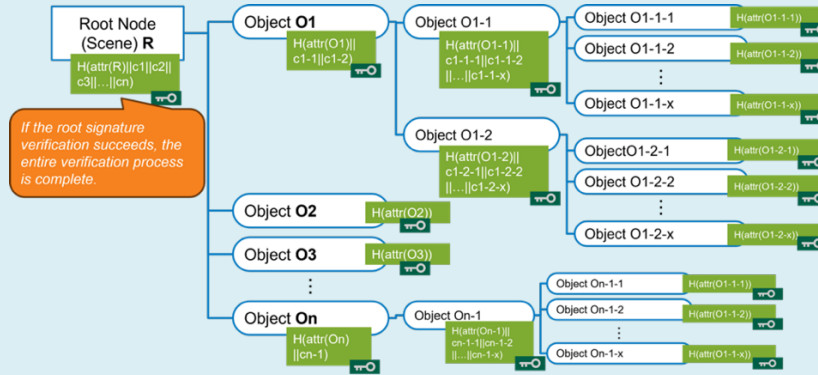 Root Node
(Scene) R
H(attr(R)||c1||c2||
c3||...||cn)
If the root signature
verification succeeds, the
entire verification process
is complete.
Object O1
H(attr(O1)||
c1-1||c1-2)
Object O2
H(attr(O2))
Object O3
H(attr(O3))
⋮
Object On
H(attr(On)
||cn-1)
Object O1-1
H(attr(O1-1)||
c1-1-1||c1-1-2
||...||c1-1-x)
Object O1-2
H(attr(O1-2)||
c1-2-1||c1-2-2
||...||c1-2-x)
Object On-1
H(attr(On-1)||
cn-1-1||cn-1-2
||...||cn-1-x)
Object O1-1-1
H(attr(O1-1-1))
Object O1-1-2
H(attr(O1-1-2))
⋮
Object O1-1-x
H(attr(O1-1-x))
ObjectO1-2-1
H(attr(O1-2-1))
Object O1-2-2
H(attr(O1-2-2))
⋮
Object O1-2-x
H(attr(O1-2-x))
Object On-1-1
H(attr(O1-1-1))
Object On-1-2
H(attr(O1-1-2))
⋮
Object On-1-x
H(attr(O1-1-x))